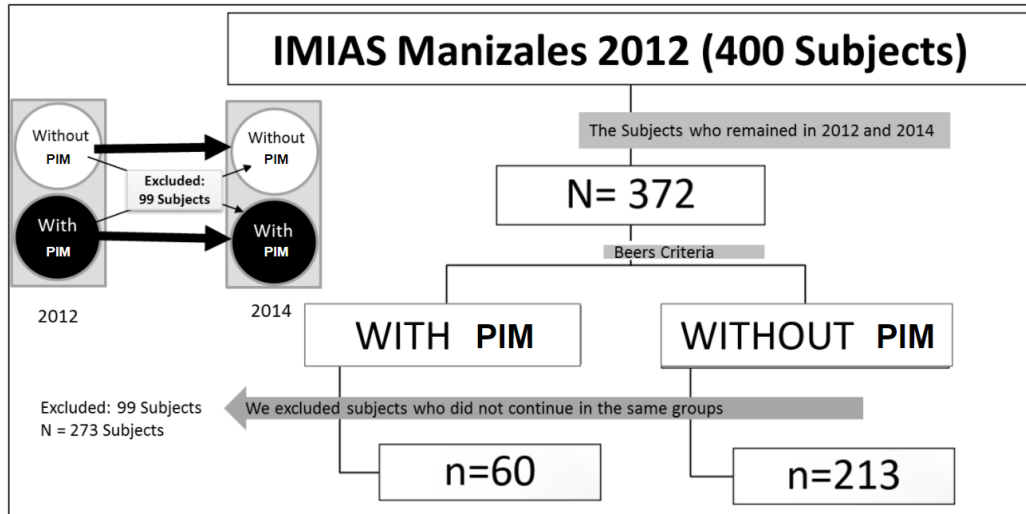 IMIAS Manizales 2012 (400 Subjects)
The Subjects who remained in 2012 and 2014
N= 372
Beers Criteria
WITH PIM
WITHOUT PIM
We excluded subjects who did not continue in the same groups
n=60
n=213
Without
PIM
Without
PIM
Excluded:
99 Subjects
With
PIM
With
PIM
2012
2014
Excluded: 99 Subjects
N = 273 Subjects